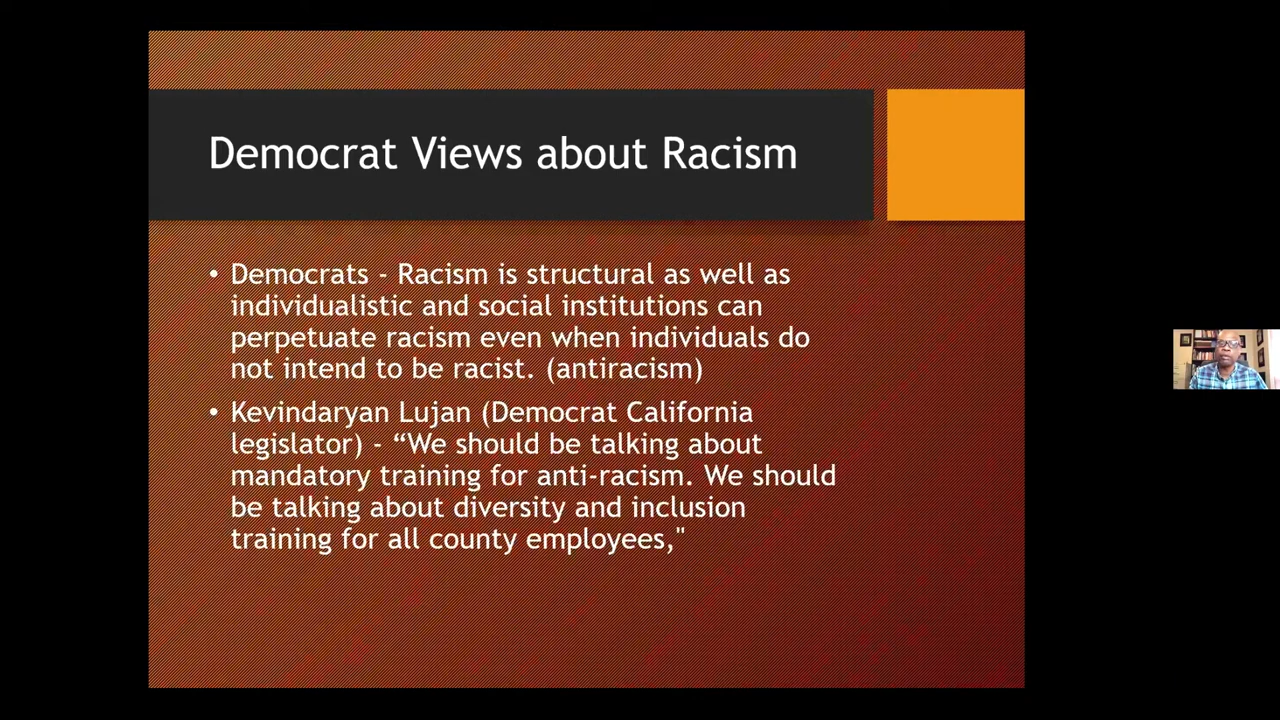 Democrat Views about Racism
• Democrats - Racism is structural as well as
individualistic and social institutions can
perpetuate racism even when individuals do
not intend to be racist. (antiracism)
• Kevindaryan Lujan (Democrat California
legislator) - “We should be talking about
mandatory training for anti-racism. We should
be talking about diversity and inclusion
training for all county employees,"